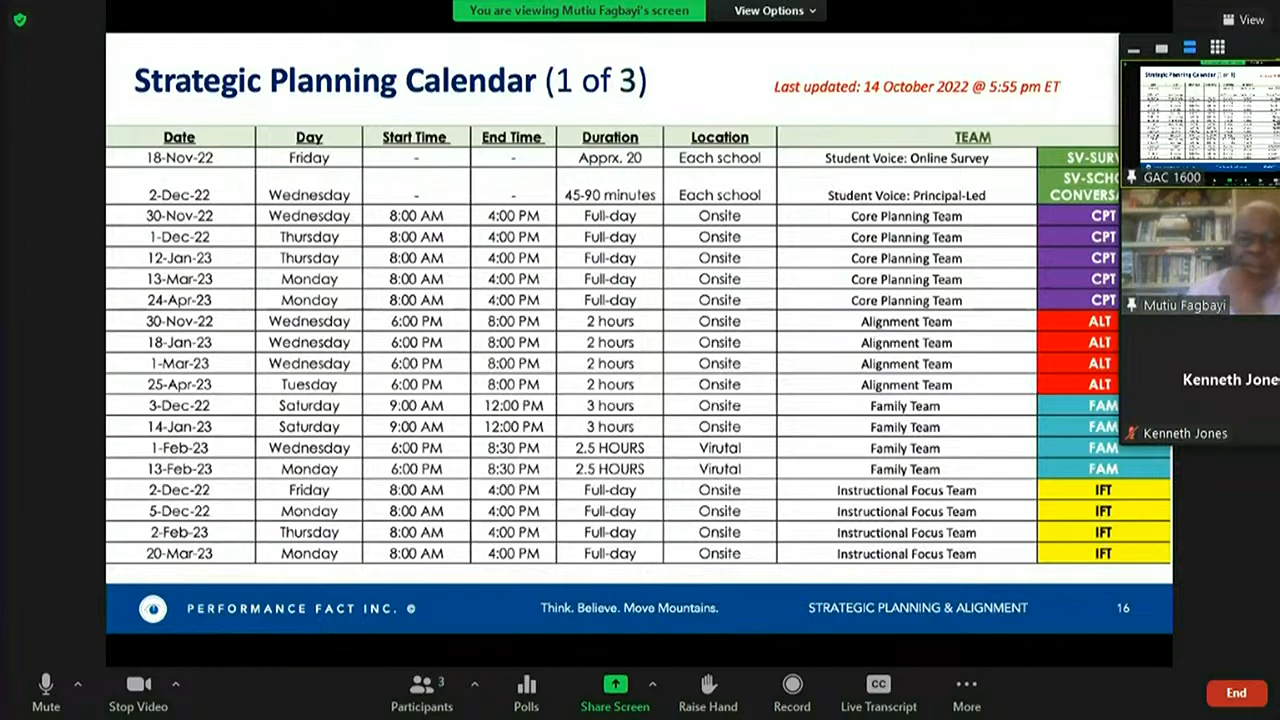 You are viewing Mutiu Fagbayi's screen
View Options
View
Strategic Planning Calendar (1 of 3)
Last updated: 14 October 2022 @ 5:55 pm ET
Date Day Start Time End Time Duration Location TEAM
18-Nov-22 Friday - - Apprx. 20 Each school Student Voice: Online Survey SV-SURV
SV-SCHO
2-Dec-22 Wednesday - - 45-90 minutes Each school Student Voice: Principal-Led CONVERSA
30-Nov-22 Wednesday 8:00 AM 4:00 PM Full-day Onsite Core Planning Team CPT
1-Dec-22 Thursday 8:00 AM 4:00 PM Full-day Onsite Core Planning Team CPT
12-Jan-23 Thursday 8:00 AM 4:00 PM Full-day Onsite Core Planning Team CPT
13-Mar-23 Monday 8:00 AM 4:00 PM Full-day Onsite Core Planning Team CPT
24-Apr-23 Monday 8:00 AM 4:00 PM Full-day Onsite Core Planning Team CPT
30-Nov-22 Wednesday 6:00 PM 8:00 PM 2 hours Onsite Alignment Team ALT
18-Jan-23 Wednesday 6:00 PM 8:00 PM 2 hours Onsite Alignment Team ALT
1-Mar-23 Wednesday 6:00 PM 8:00 PM 2 hours Onsite Alignment Team ALT
25-Apr-23 Tuesday 6:00 PM 8:00 PM 2 hours Onsite Alignment Team ALT
3-Dec-22 Saturday 9:00 AM 12:00 PM 3 hours Onsite Family Team FAM
14-Jan-23 Saturday 9:00 AM 12:00 PM 3 hours Onsite Family Team FAM
1-Feb-23 Wednesday 6:00 PM 8:30 PM 2.5 HOURS Virutal Family Team FAM
13-Feb-23 Monday 6:00 PM 8:30 PM 2.5 HOURS Virutal Family Team FAM
2-Dec-22 Friday 8:00 AM 4:00 PM Full-day Onsite Instructional Focus Team IFT
5-Dec-22 Monday 8:00 AM 4:00 PM Full-day Onsite Instructional Focus Team IFT
2-Feb-23 Thursday 8:00 AM 4:00 PM Full-day Onsite Instructional Focus Team IFT
20-Mar-23 Monday 8:00 AM 4:00 PM Full-day Onsite Instructional Focus Team IFT
PERFORMANCE FACT INC. © Think. Believe. Move Mountains. STRATEGIC PLANNING & ALIGNMENT 16
Strategic Planning Calendar (1 of 3)
GAC 1600
Mutiu Fagbayi
Kenneth Jone
Kenneth Jones
Mute Stop Video Participants 3 Polls Share Screen Raise Hand Record CC Live Transcript More End